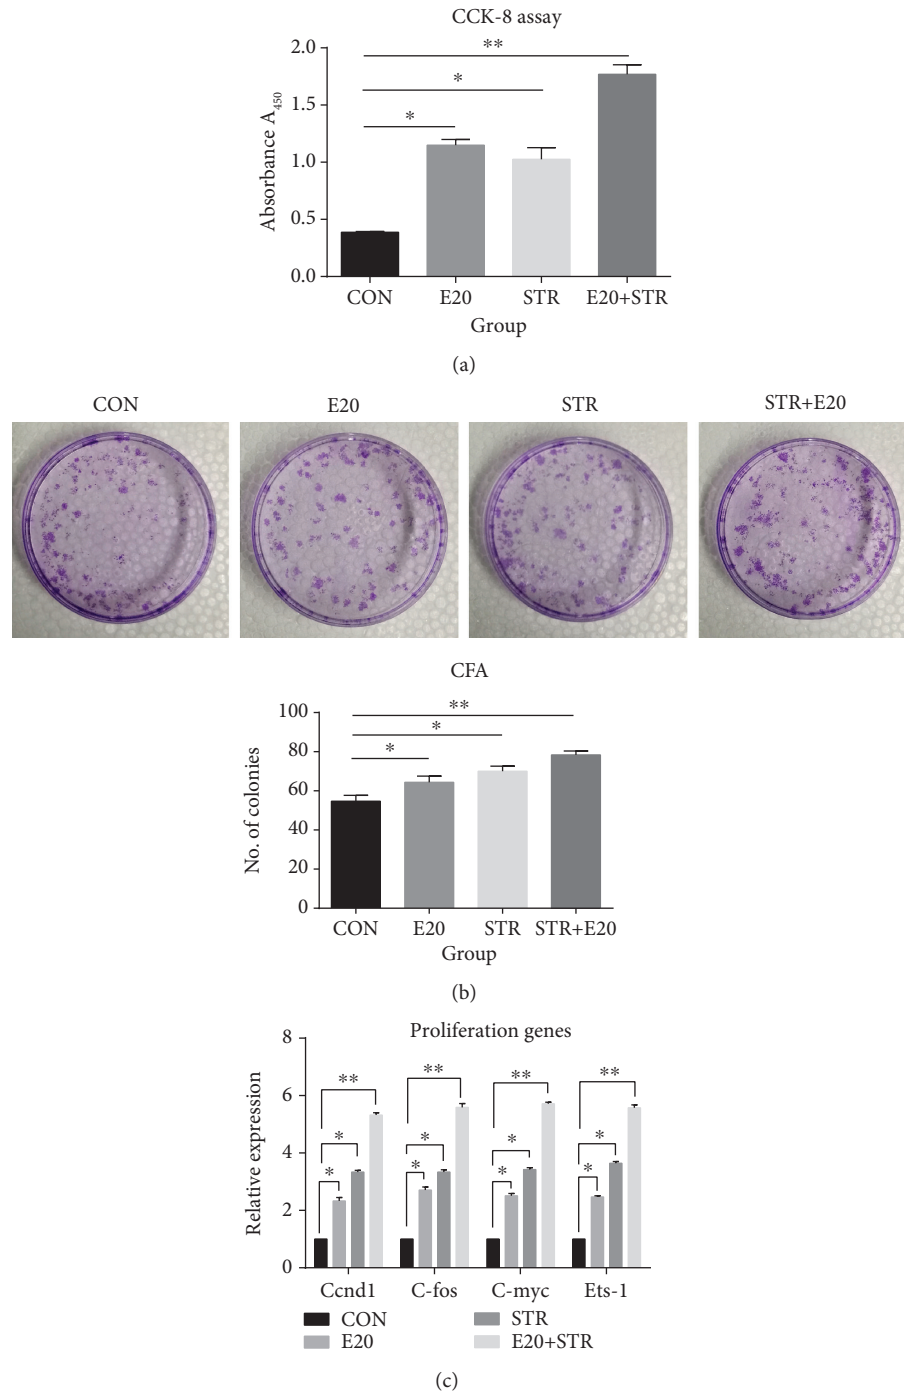 CCK-8 assay
2.0
1.5
1.0
0.5
0.0
Absorbance A450
**
*
*
CON E20 STR E20+STR
Group
(a)
CON E20 STR STR+E20
CFA
100
80
60
40
20
0
No. of colonies
**
*
*
CON E20 STR STR+E20
Group
(b)
Proliferation genes
8
6
4
2
0
Relative expression
** ** ** **
* * * *
* * * *
Ccnd1 C-fos C-myc Ets-1
CON STR
E20 E20+STR
(c)